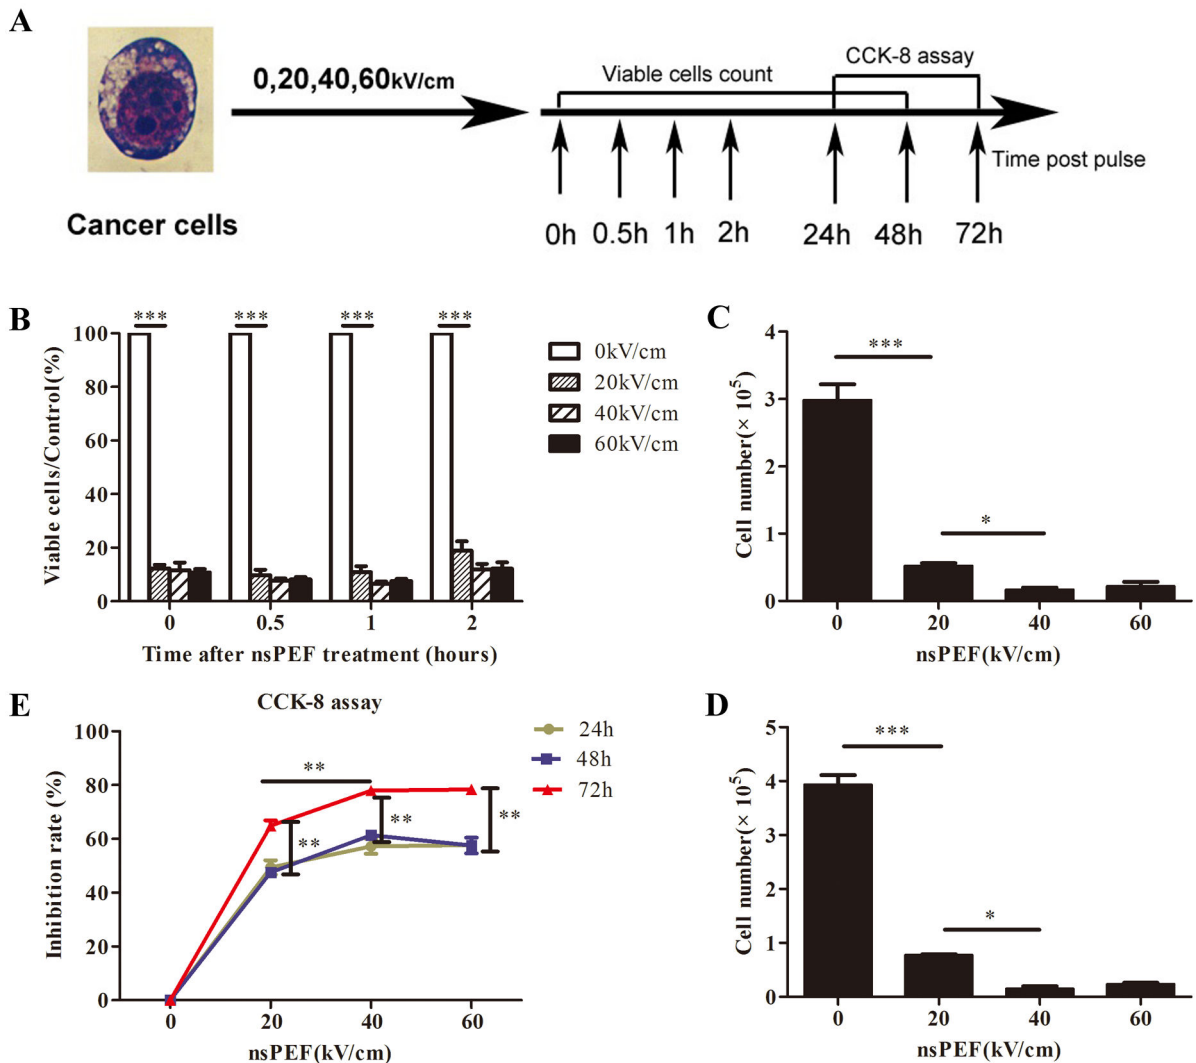 A
0,20,40,60kV/cm
Cancer cells
Viable cells count
CCK-8 assay
Time post pulse
0h 0.5h 1h 2h 24h 48h 72h
B
*** *** *** ***
Viable cells/Control(%)
100
80
60
40
20
0
0 0.5 1 2
Time after nsPEF treatment (hours)
0kV/cm
20kV/cm
40kV/cm
60kV/cm
C
Cell number(× 10⁵)
4
3
2
1
0
***
*
0 20 40 60
nsPEF(kV/cm)
E
CCK-8 assay
Inhibition rate (%)
100
80
60
40
20
0
**
**
**
**
0 20 40 60
nsPEF(kV/cm)
24h
48h
72h
D
Cell number(× 10⁵)
5
4
3
2
1
0
***
*
0 20 40 60
nsPEF(kV/cm)